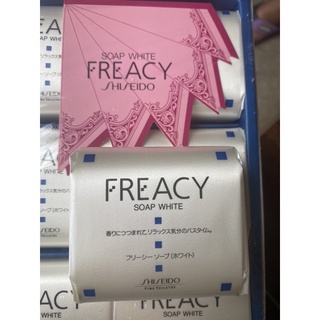 SOAP WHITE
FREACY
SHISEIDO
FREACY
SOAP WHITE
香りにつつまれて、リラックス気分のバスタイム。
フリーシー ソープ〈ホワイト〉
SHISEIDO
FINE TOILETRY